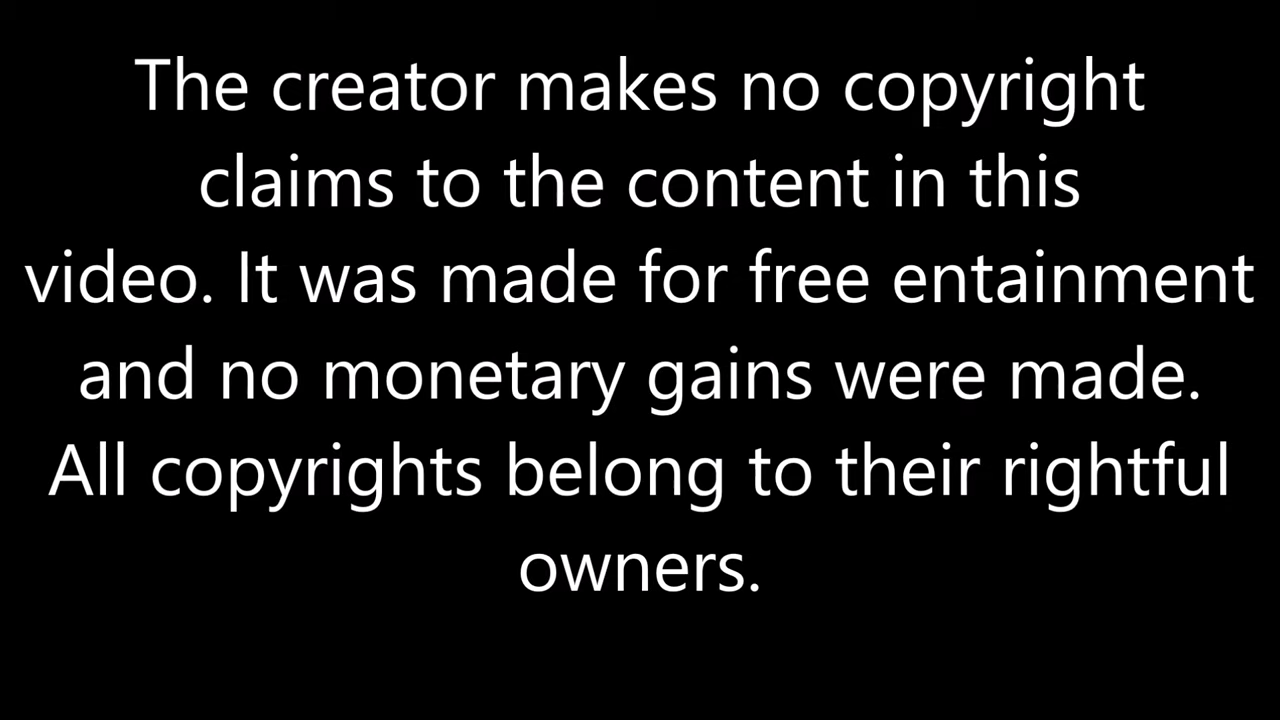 The creator makes no copyright
claims to the content in this
video. It was made for free entainment
and no monetary gains were made.
All copyrights belong to their rightful
owners.